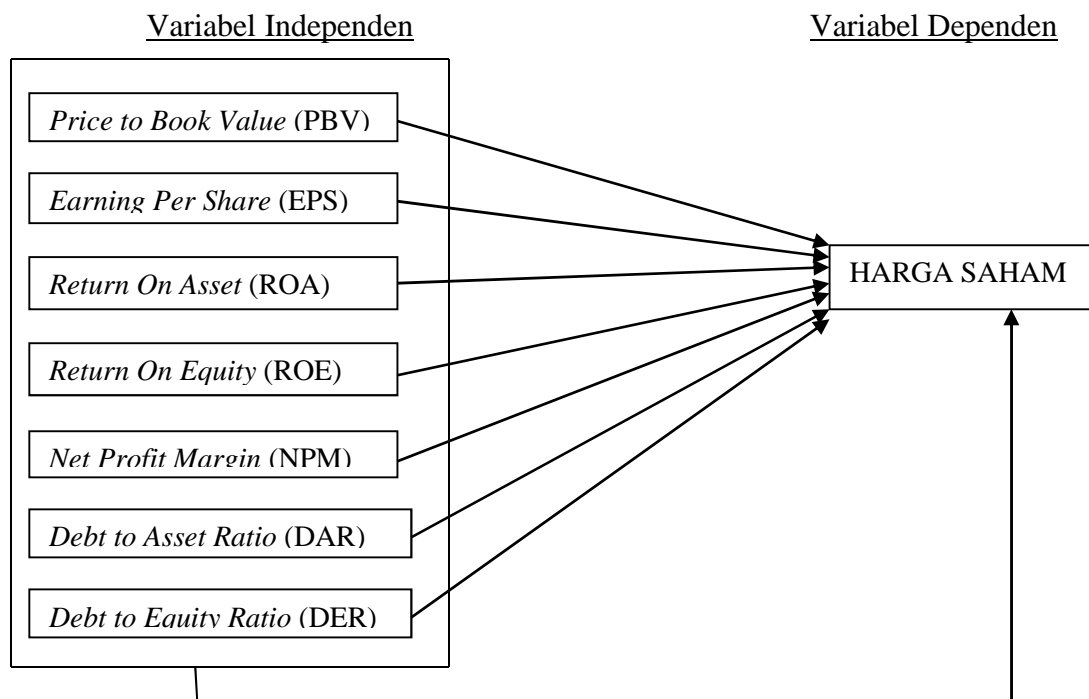 Variabel Independen
Variabel Dependen
Price to Book Value (PBV)
Earning Per Share (EPS)
Return On Asset (ROA)
Return On Equity (ROE)
Net Profit Margin (NPM)
Debt to Asset Ratio (DAR)
Debt to Equity Ratio (DER)
HARGA SAHAM